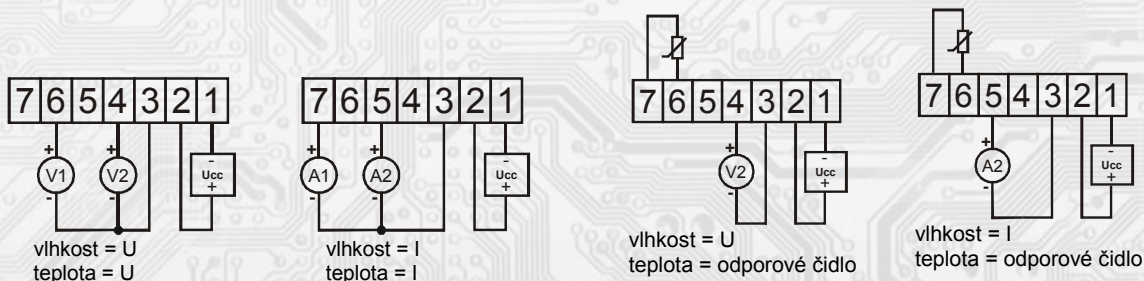 7 6 5 4 3 2 1
+ + -
V1 V2 Ucc
- - +
vlhkost = U
teplota = U
7 6 5 4 3 2 1
+ + -
A1 A2 Ucc
- - +
vlhkost = I
teplota = I
7 6 5 4 3 2 1
+ -
V2 Ucc
- +
vlhkost = U
teplota = odporové čidlo
7 6 5 4 3 2 1
+ -
A2 Ucc
- +
vlhkost = I
teplota = odporové čidlo